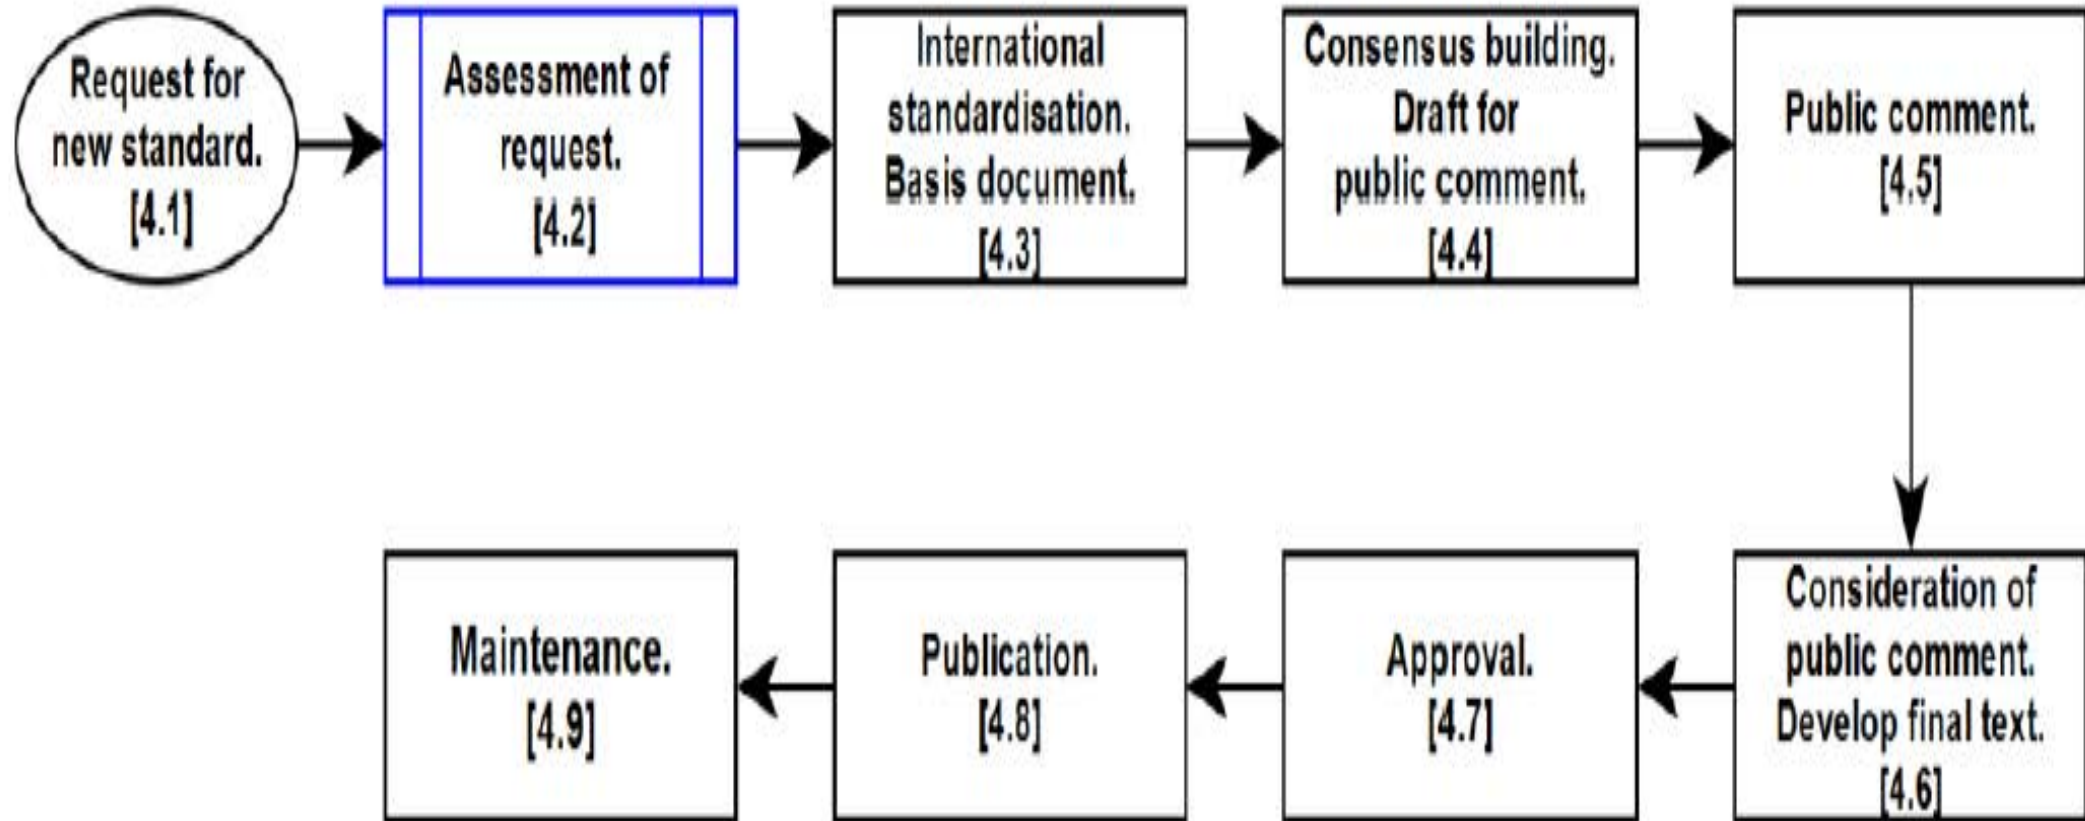 Request for
new standard.
[4.1]
Assessment of
request.
[4.2]
International
standardisation.
Basis document.
[4.3]
Consensus building.
Draft for
public comment.
[4.4]
Public comment.
[4.5]
Consideration of
public comment.
Develop final text.
[4.6]
Approval.
[4.7]
Publication.
[4.8]
Maintenance.
[4.9]